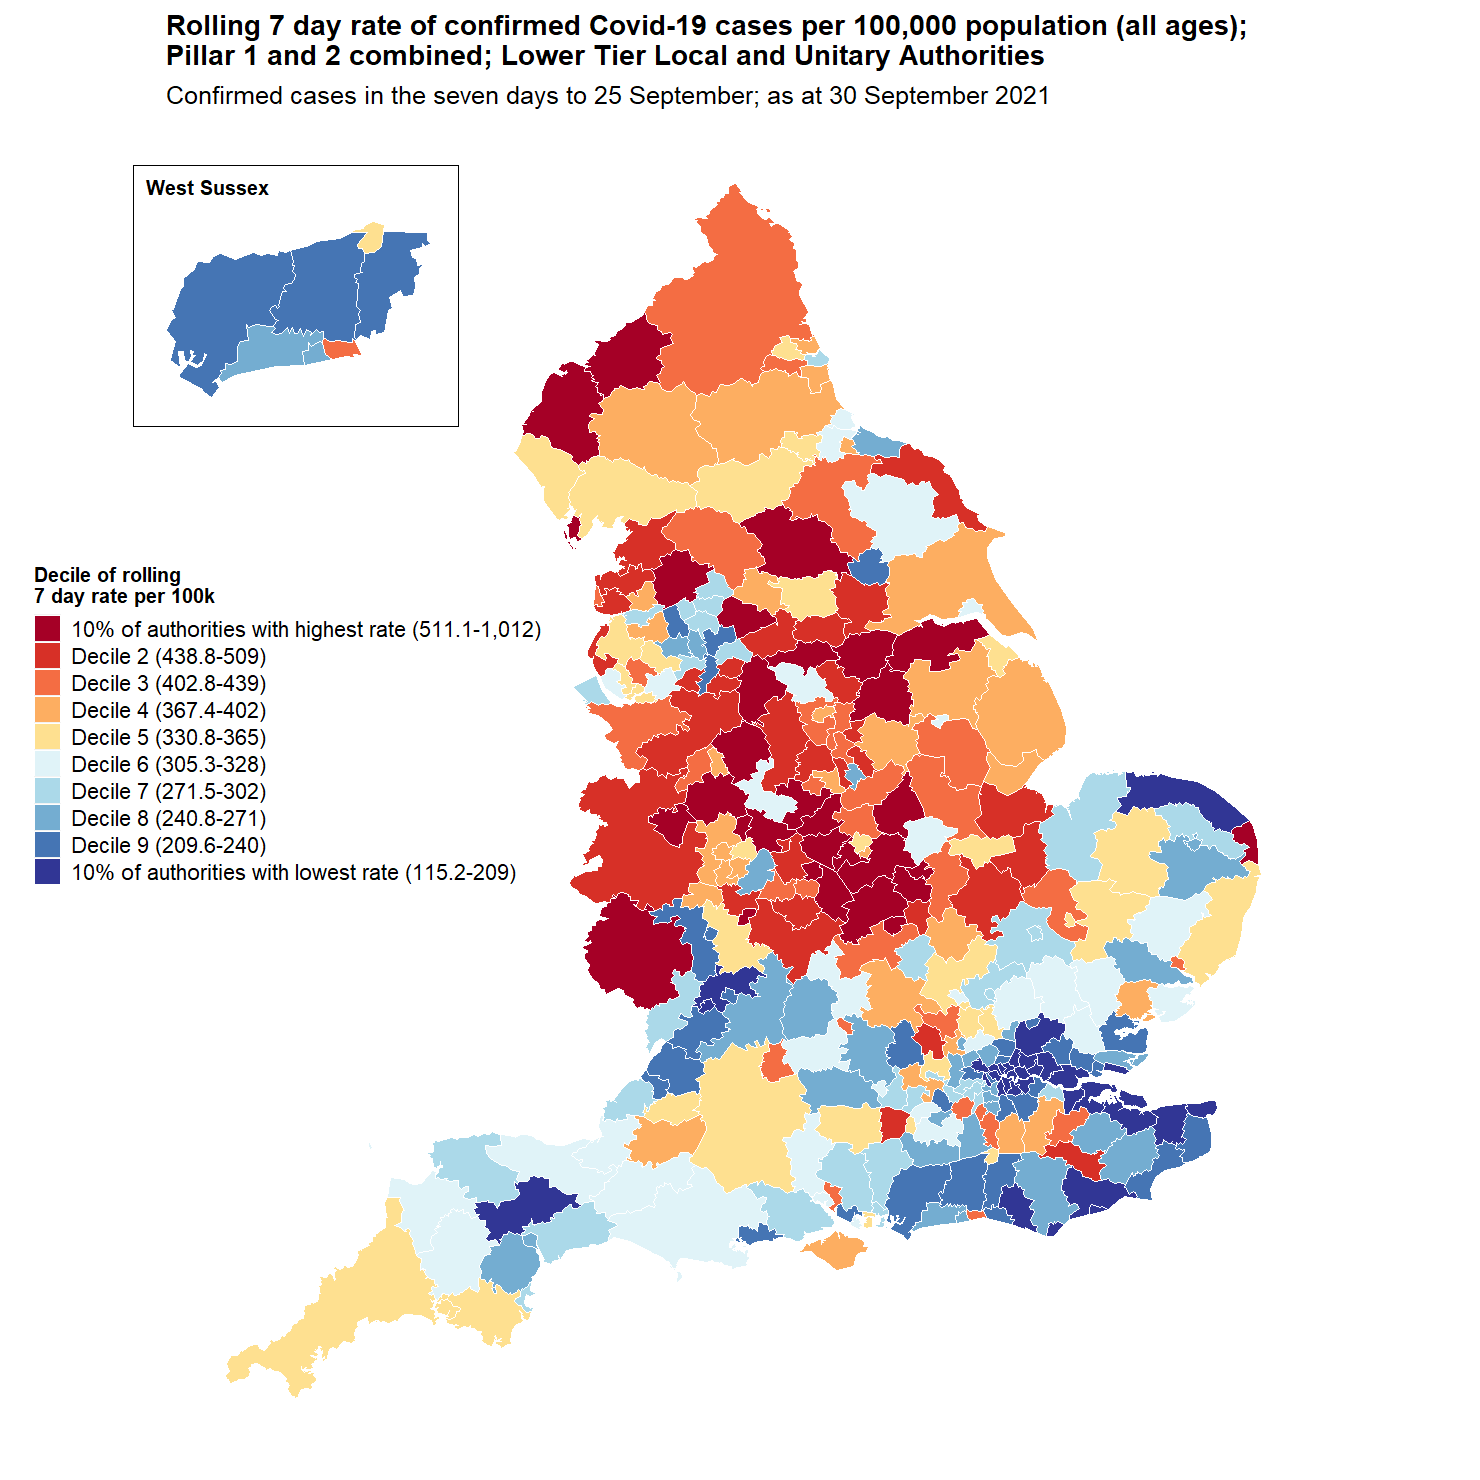 Rolling 7 day rate of confirmed Covid-19 cases per 100,000 population (all ages);
Pillar 1 and 2 combined; Lower Tier Local and Unitary Authorities
Confirmed cases in the seven days to 25 September; as at 30 September 2021
West Sussex
Decile of rolling
7 day rate per 100k
10% of authorities with highest rate (511.1-1,012)
Decile 2 (438.8-509)
Decile 3 (402.8-439)
Decile 4 (367.4-402)
Decile 5 (330.8-365)
Decile 6 (305.3-328)
Decile 7 (271.5-302)
Decile 8 (240.8-271)
Decile 9 (209.6-240)
10% of authorities with lowest rate (115.2-209)